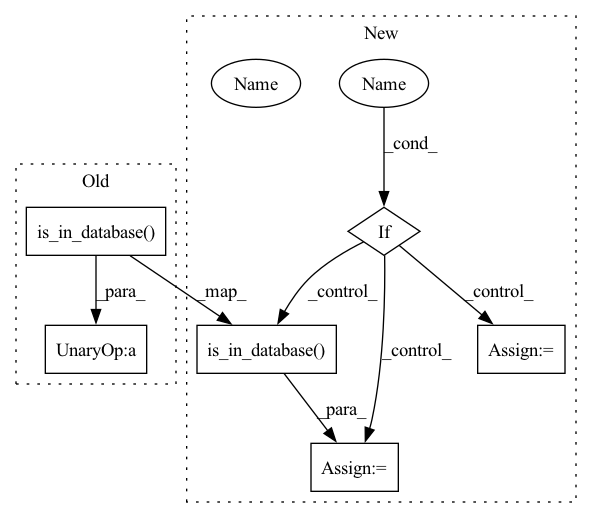 New
Name
Name
_cond_
Old
is_in_database()
If
_para_
_map_
_control_
_control_
UnaryOp:a
is_in_database()
_control_
Assign:=
_para_
Assign:=